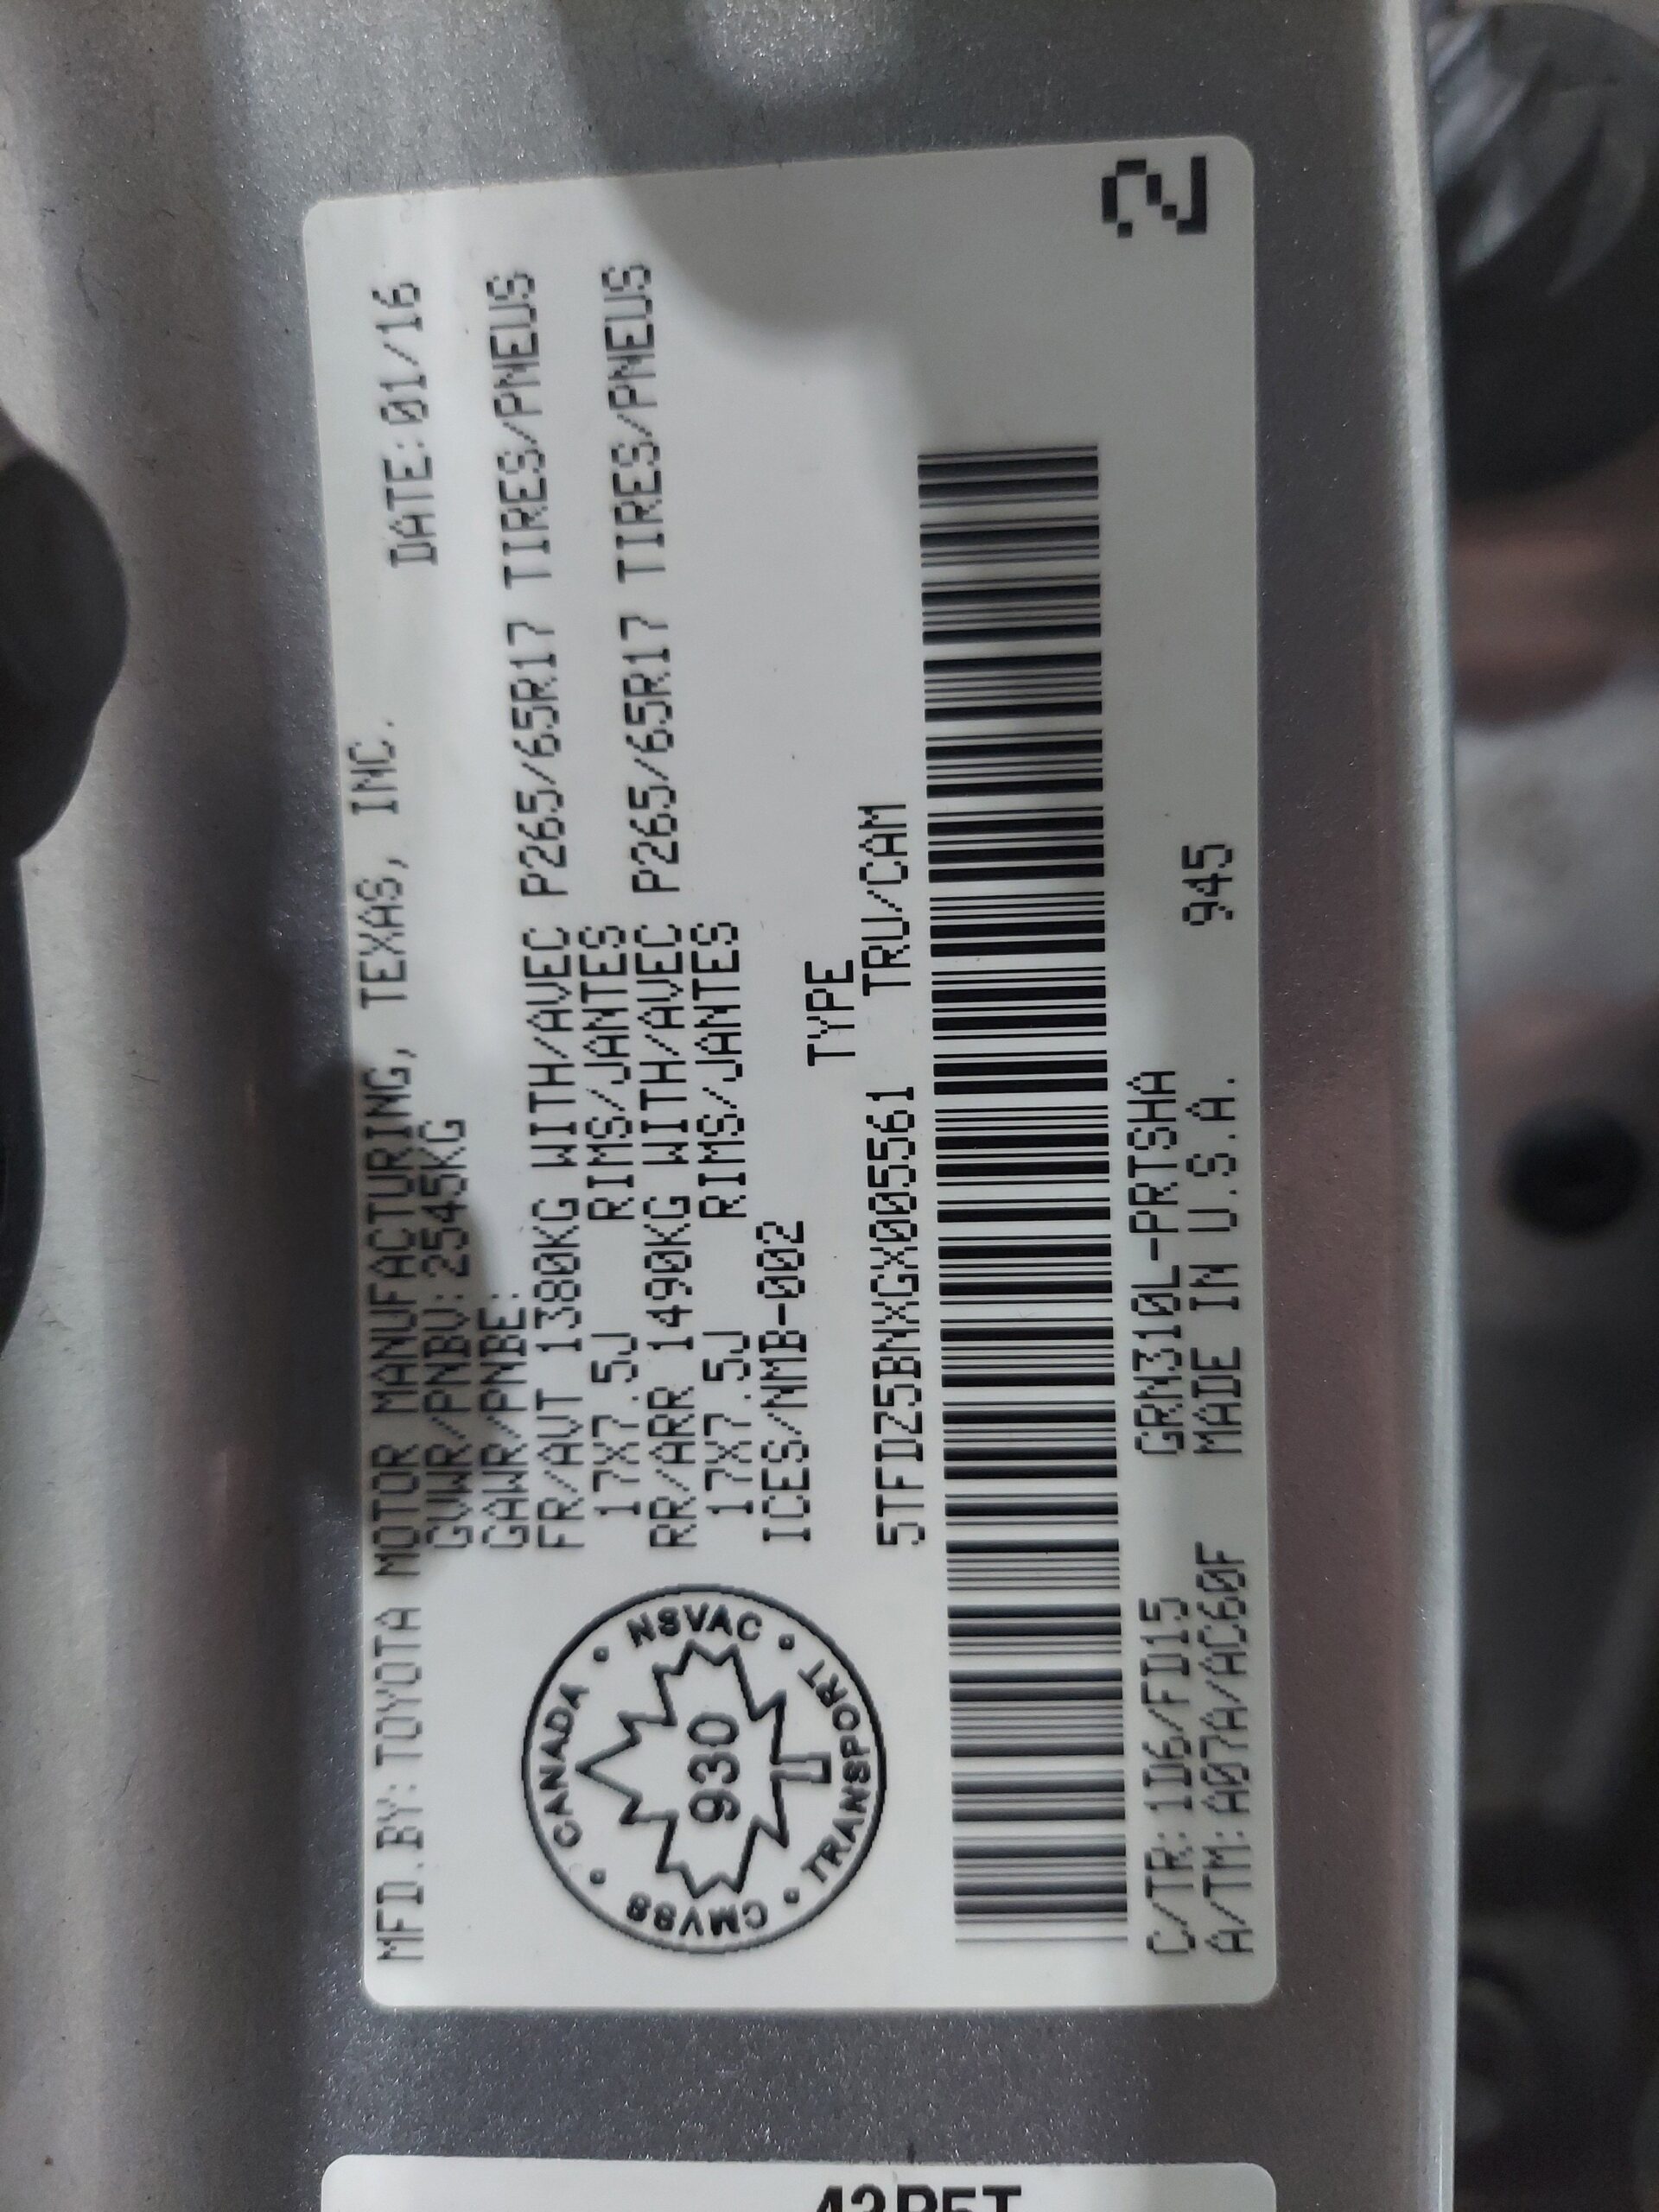 MFD.BY:TOYOTA MOTOR MANUFACTURING, TEXAS, INC. DATE:01/16
GVWR/PNBV:2545KG
GAWR/PNBE:
FR/AVT 1380KG WITH/AVEC P265/65R17 TIRES/PNEUS
17X7.5J RIMS/JANTES
RR/ARR 1490KG WITH/AVEC P265/65R17 TIRES/PNEUS
17X7.5J RIMS/JANTES
ICES/NMB-002
TYPE
5TFDZ5BNXGX005561 TRU/CAM
CANADA • NSVAC • TRANSPORT • CMVSS
930
C/TR:1D6/FD15 GRN310L-PRTSHA
A/TM:A07A/AC60F MADE IN U.S.A. 945
2